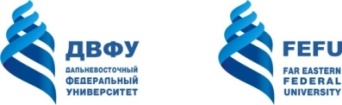 ДВФУ
ДАЛЬНЕВОСТОЧНЫЙ
ФЕДЕРАЛЬНЫЙ
УНИВЕРСИТЕТ
FEFU
FAR EASTERN
FEDERAL
UNIVERSITY